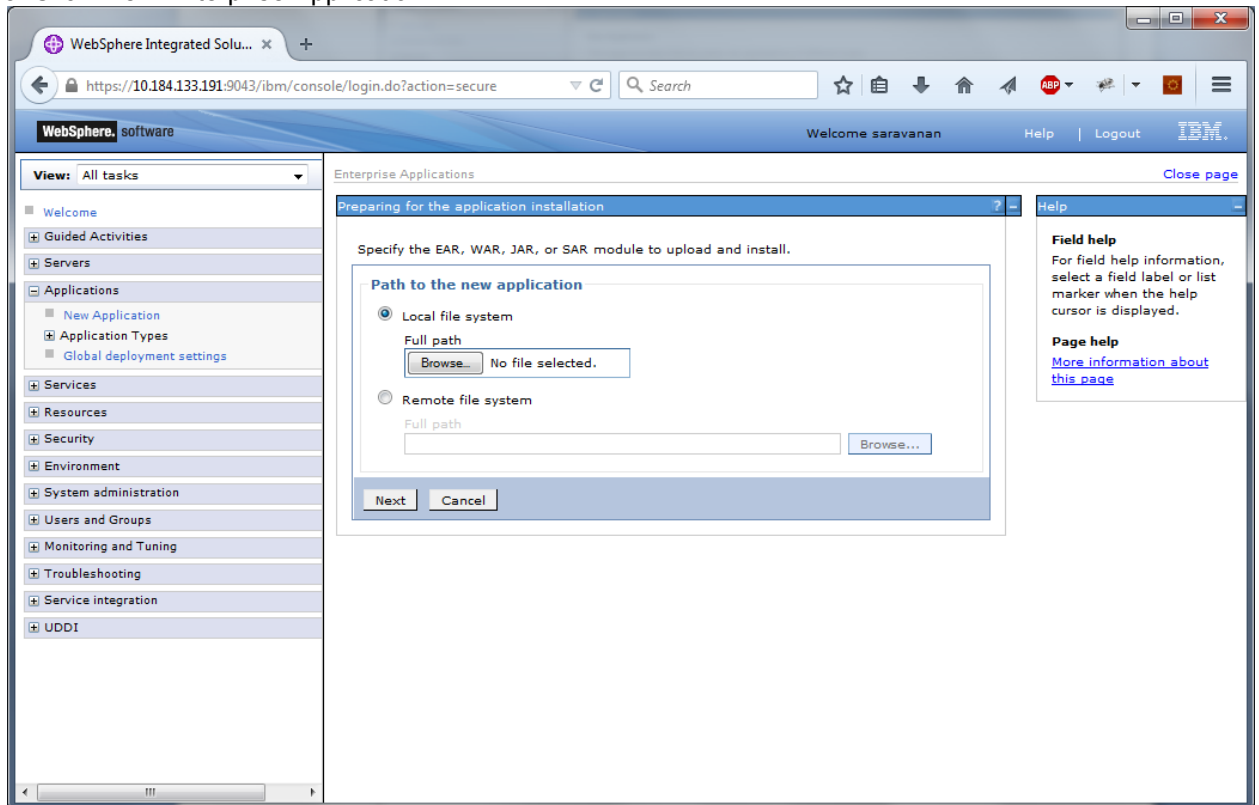 WebSphere Integrated Solu... × +
https://10.184.133.191:9043/ibm/console/login.do?action=secure Search ABP
WebSphere. software Welcome saravanan Help | Logout IBM.
View: All tasks
Welcome
Guided Activities
Servers
Applications
New Application
Application Types
Global deployment settings
Services
Resources
Security
Environment
System administration
Users and Groups
Monitoring and Tuning
Troubleshooting
Service integration
UDDI
Enterprise Applications Close page
Preparing for the application installation ? -
Specify the EAR, WAR, JAR, or SAR module to upload and install.
Path to the new application
Local file system
Full path
Browse... No file selected.
Remote file system
Full path
Browse...
Next Cancel
Help -
Field help
For field help information,
select a field label or list
marker when the help
cursor is displayed.
Page help
More information about
this page